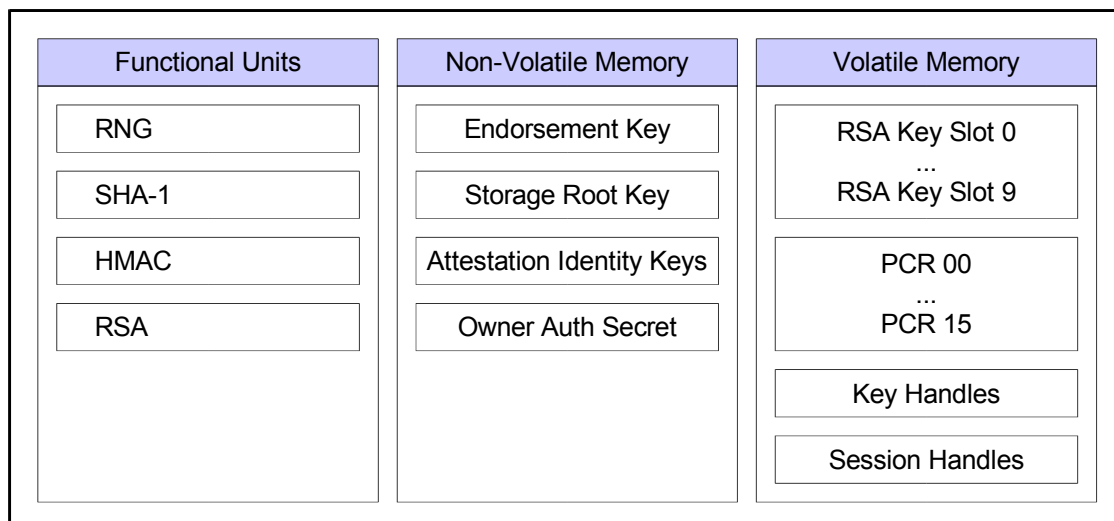 Functional Units
RNG
SHA-1
HMAC
RSA
Non-Volatile Memory
Endorsement Key
Storage Root Key
Attestation Identity Keys
Owner Auth Secret
Volatile Memory
RSA Key Slot 0
...
RSA Key Slot 9
PCR 00
...
PCR 15
Key Handles
Session Handles